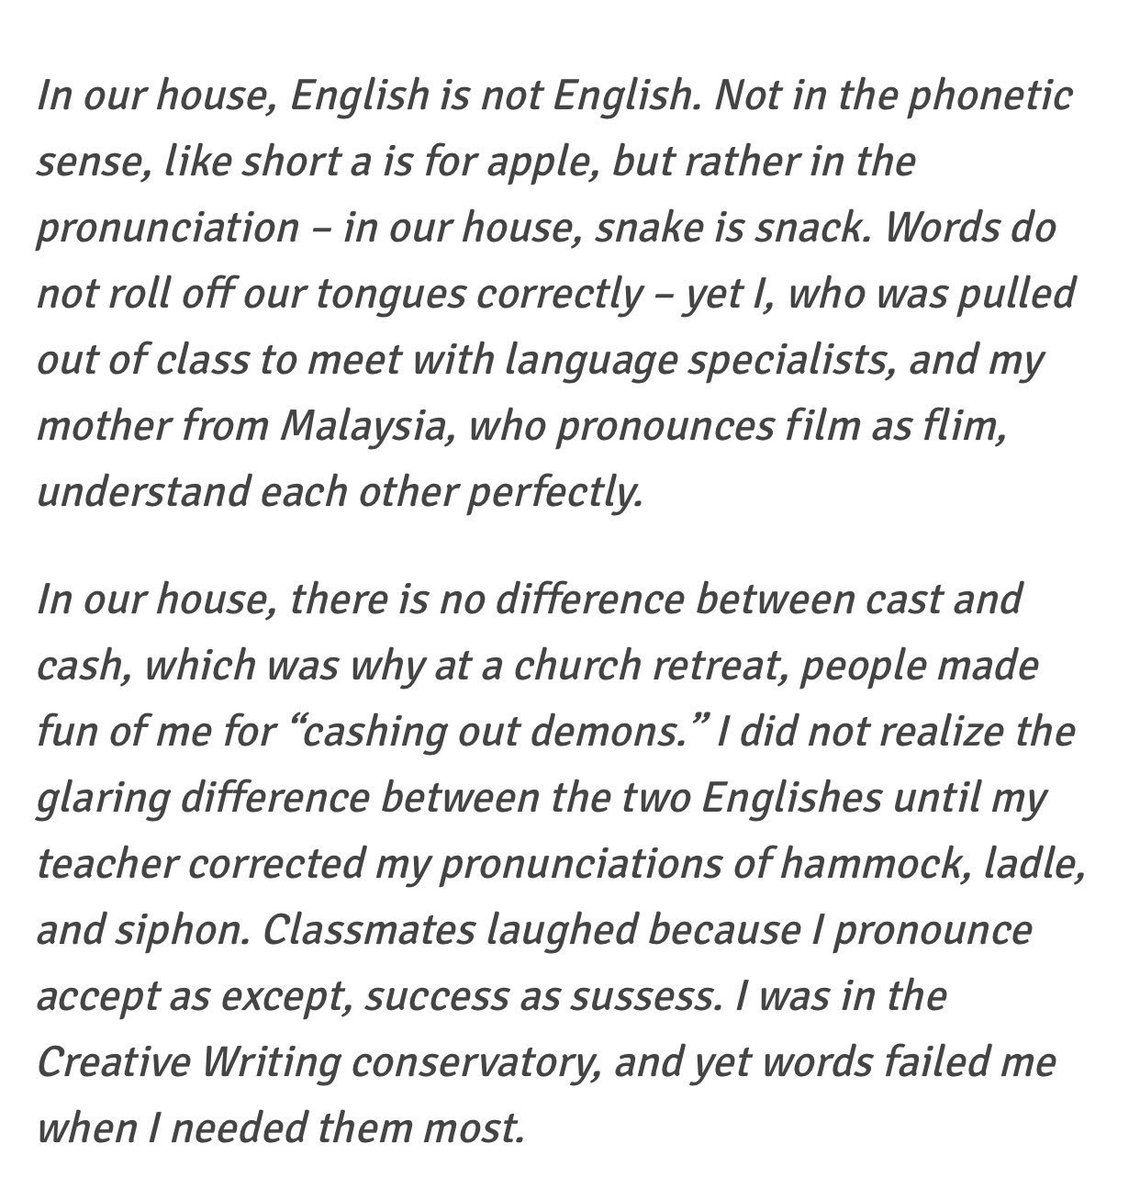 In our house, English is not English. Not in the phonetic
sense, like short a is for apple, but rather in the
pronunciation – in our house, snake is snack. Words do
not roll off our tongues correctly – yet I, who was pulled
out of class to meet with language specialists, and my
mother from Malaysia, who pronounces film as flim,
understand each other perfectly.
In our house, there is no difference between cast and
cash, which was why at a church retreat, people made
fun of me for “cashing out demons.” I did not realize the
glaring difference between the two Englishes until my
teacher corrected my pronunciations of hammock, ladle,
and siphon. Classmates laughed because I pronounce
accept as except, success as sussess. I was in the
Creative Writing conservatory, and yet words failed me
when I needed them most.